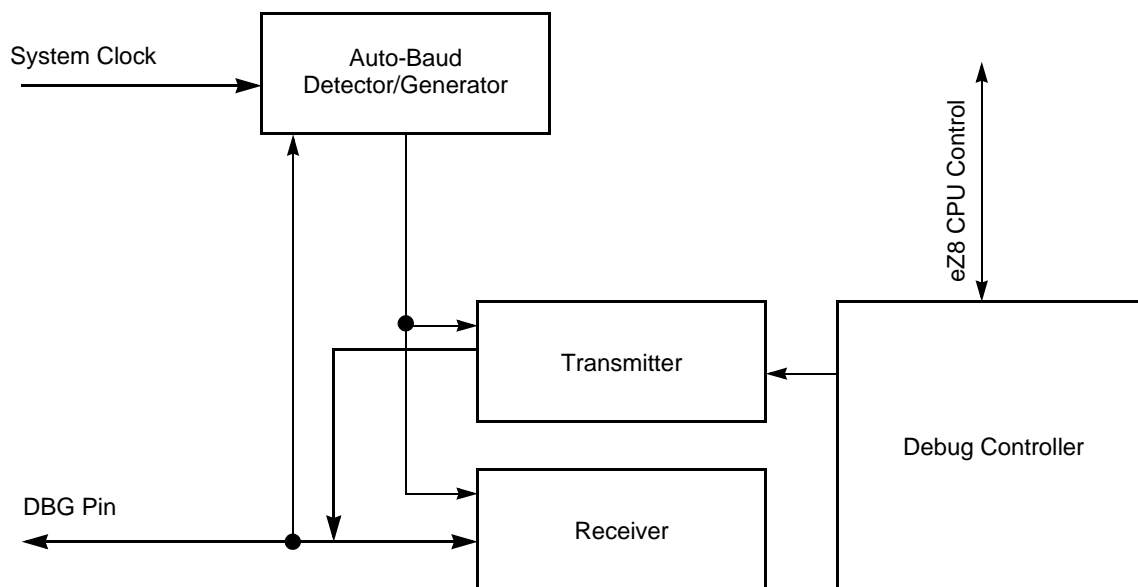 System Clock
Auto-Baud
Detector/Generator
eZ8 CPU Control
Transmitter
Debug Controller
DBG Pin
Receiver